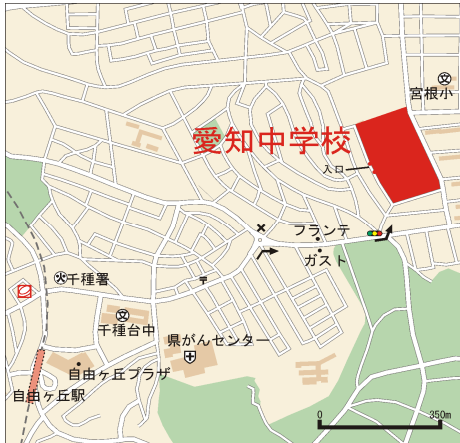 宮根小
愛知中学校
入口
フランテ
ガスト
千種署
千種台中
県がんセンター
自由ヶ丘プラザ
自由ヶ丘駅
0
350m